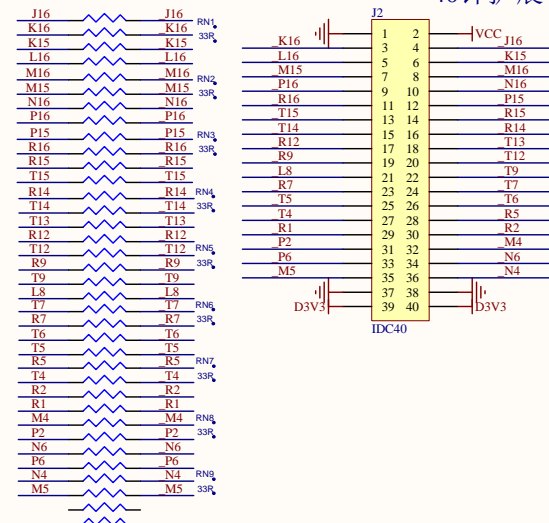 J16 _J16 RN1
K16 _K16 33R
K15 _K15
L16 _L16
M16 _M16 RN2
M15 _M15 33R
N16 _N16
P16 _P16
P15 _P15 RN3
R16 _R16 33R
R15 _R15
T15 _T15
R14 _R14 RN4
T14 _T14 33R
T13 _T13
R12 _R12
T12 _T12 RN5
R9 _R9 33R
T9 _T9
L8 _L8
T7 _T7 RN6
R7 _R7 33R
T6 _T6
T5 _T5
R5 _R5 RN7
T4 _T4 33R
R2 _R2
R1 _R1
M4 _M4 RN8
P2 _P2 33R
N6 _N6
P6 _P6
N4 _N4 RN9
M5 _M5 33R
J2
1 2 VCC
_K16 3 4 _J16
_L16 5 6 _K15
_M15 7 8 _M16
_P16 9 10 _N16
_R16 11 12 _P15
_T15 13 14 _R15
_T14 15 16 _R14
_R12 17 18 _T13
_R9 19 20 _T12
_L8 21 22 _T9
_R7 23 24 _T7
_T5 25 26 _T6
_T4 27 28 _R5
_R1 29 30 _R2
_P2 31 32 _M4
_P6 33 34 _N6
_M5 35 36 _N4
37 38
D3V3 39 40 D3V3
IDC40